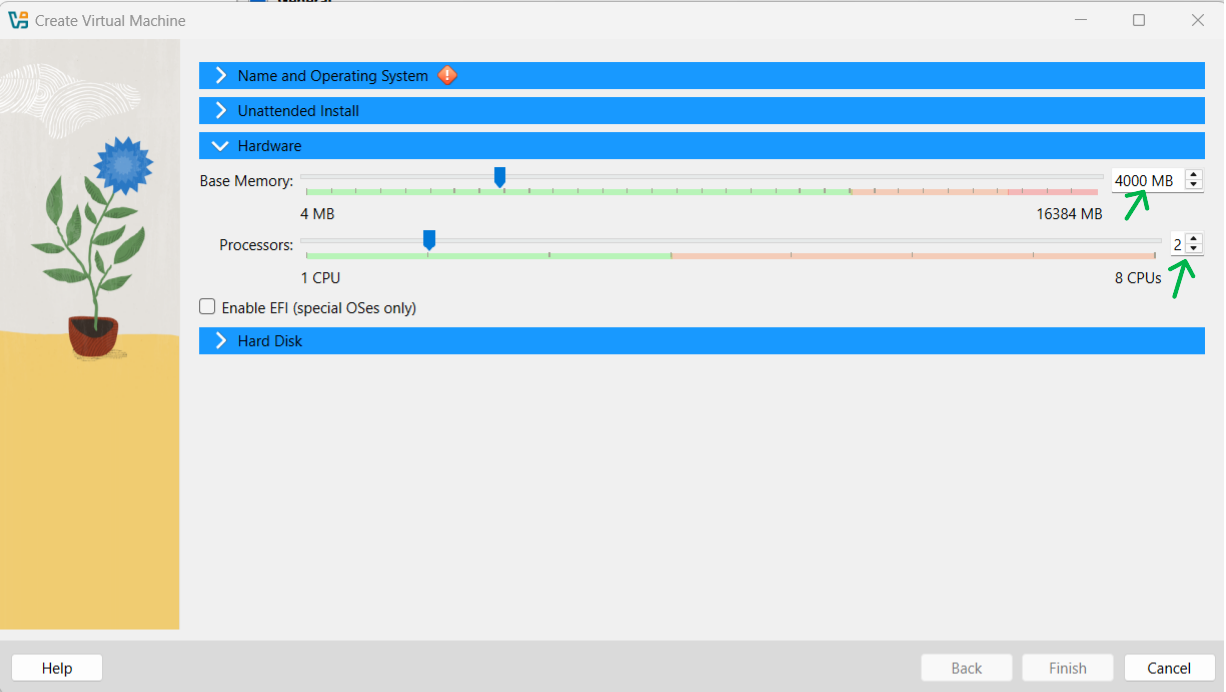 General
Create Virtual Machine
Name and Operating System
Unattended Install
Hardware
Base Memory: 4000 MB
4 MB 16384 MB
Processors: 2
1 CPU 8 CPUs
Enable EFI (special OSes only)
Hard Disk
Help Back Finish Cancel